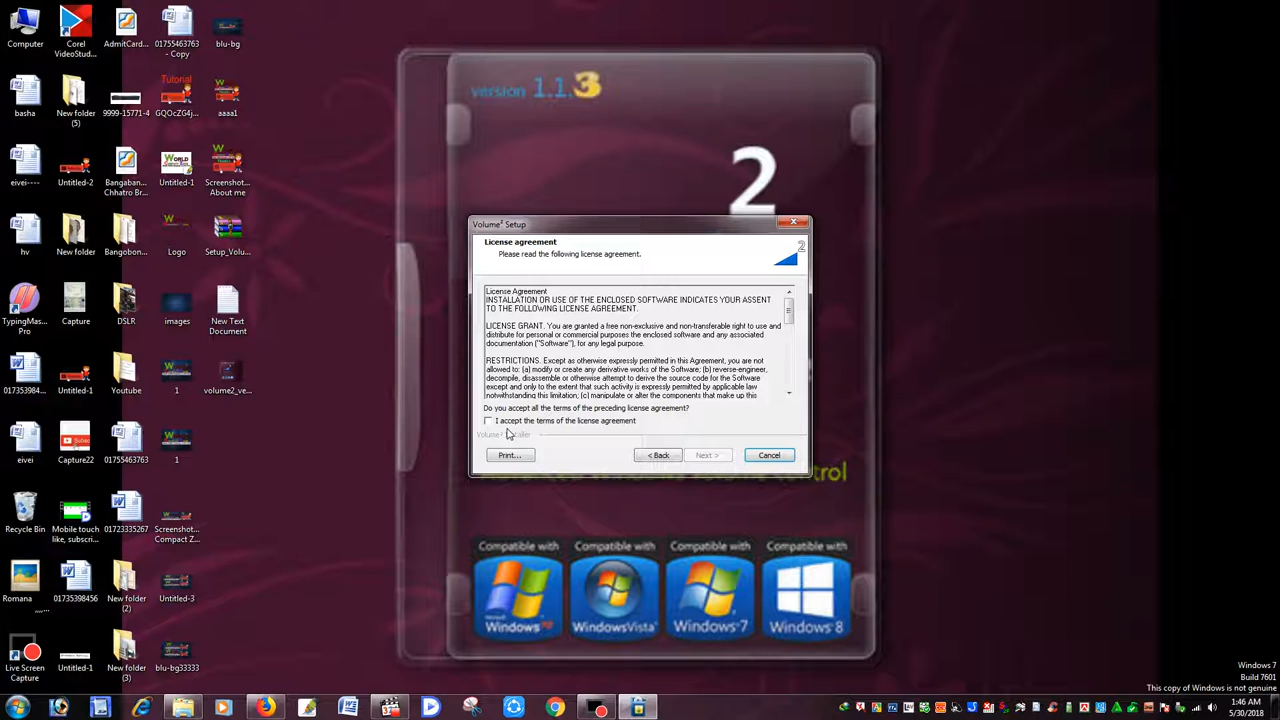 Computer
Corel VideoStud...
AdmitCard...
01755463763 - Copy
blu-bg
basha
New folder (5)
9999-15771-4
Tutorial
GQOcZG4j...
aaaa1
eivei----
Untitled-2
Bangaban... Chhatro Br...
WORLD
Untitled-1
Screenshot... About me
hv
New folder
Bangobon...
Logo
Setup_Volu...
TypingMas... Pro
Capture
DSLR
images
New Text Document
017353984...
Untitled-1
Youtube
1
volume2_ve...
eivei
Capture22
01755463763
1
Recycle Bin
Mobile touch like, subscri...
01723335267
Screenshot... Compact Z...
Romana ,,,,,
01735398456
New folder (2)
Untitled-3
Live Screen Capture
Untitled-1
New folder (3)
blu-bg33333
version 1.1.3
2
Volume² Setup
License agreement
Please read the following license agreement.
2
License Agreement
INSTALLATION OR USE OF THE ENCLOSED SOFTWARE INDICATES YOUR ASSENT
TO THE FOLLOWING LICENSE AGREEMENT.
LICENSE GRANT. You are granted a free non-exclusive and non-transferable right to use and
distribute for personal or commercial purposes the enclosed software and any associated
documentation ("Software"), for any legal purpose.
RESTRICTIONS. Except as otherwise expressly permitted in this Agreement, you are not
allowed to: (a) modify or create any derivative works of the Software; (b) reverse-engineer,
decompile, disassemble or otherwise attempt to derive the source code for the Software
except and only to the extent that such activity is expressly permitted by applicable law
notwithstanding this limitation; (c) manipulate or alter the components that make up this
Do you accept all the terms of the preceding license agreement?
I accept the terms of the license agreement
Print...
< Back
Next >
Cancel
Compatible with
Compatible with
Compatible with
Compatible with
Windows XP
WindowsVista
Windows 7
Windows 8
Windows 7
Build 7601
This copy of Windows is not genuine
1:46 AM
5/30/2018